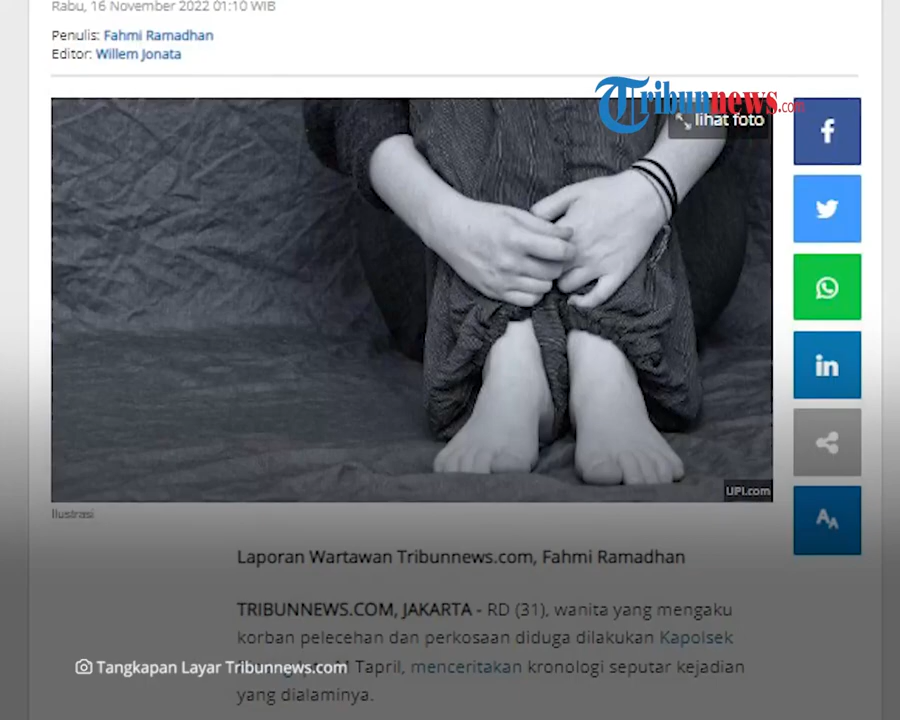 Rabu, 16 November 2022 01:10 WIB
Penulis: Fahmi Ramadhan
Editor: Willem Jonata
Tribunnews.com
lihat foto
UPI.com
Ilustrasi
Laporan Wartawan Tribunnews.com, Fahmi Ramadhan
TRIBUNNEWS.COM, JAKARTA - RD (31), wanita yang mengaku
korban pelecehan dan perkosaan diduga dilakukan Kapolsek
Tapril, menceritakan kronologi seputar kejadian
Tangkapan Layar Tribunnews.com
yang dialaminya.